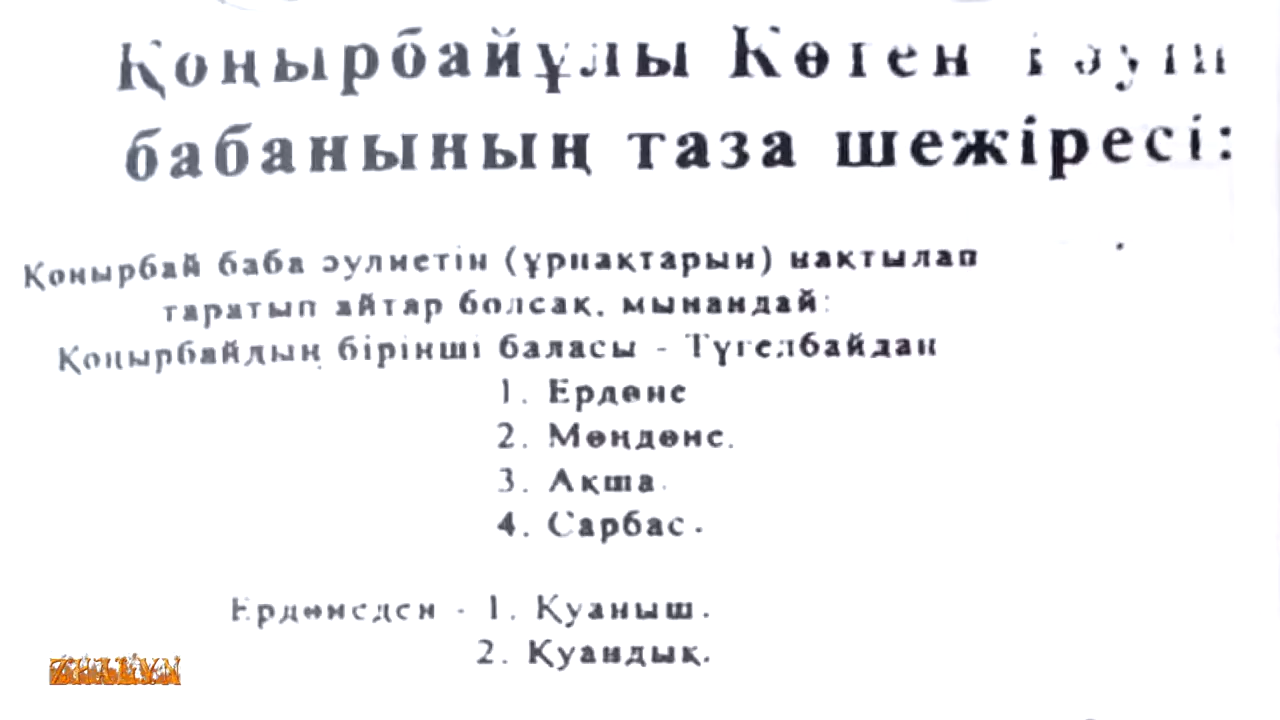 Қоңырбайұлы Көген
бабанының таза шежіресі:
Қоңырбай баба әулиетін (ұрпақтарын) нақтылап
таратып айтар болсақ, мынандай:
Қоңырбайдың бірінші баласы - Түгелбайдан
1. Ердөне
2. Мөңдөне.
3. Ақша.
4. Сарбас.
Ердөнеден - 1. Қуаныш.
2. Қуандық.
ZHALYN